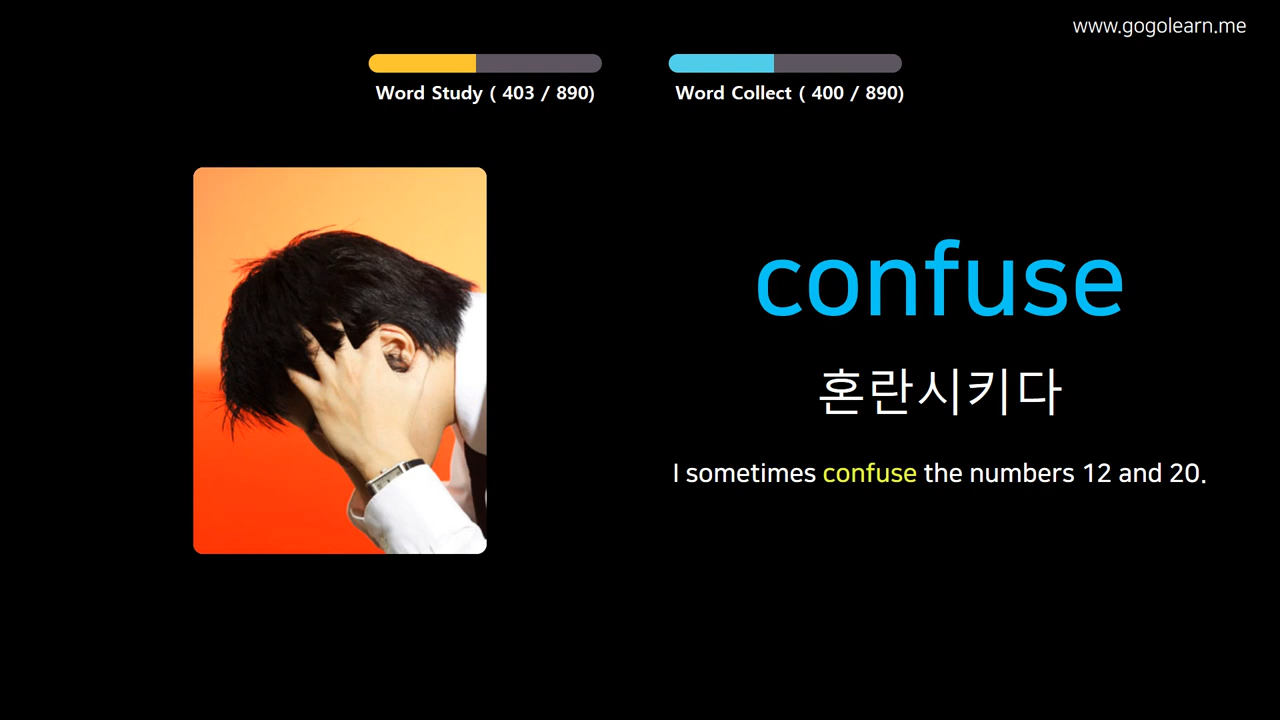 www.gogolearn.me
Word Study ( 403 / 890)
Word Collect ( 400 / 890)
confuse
혼란시키다
I sometimes confuse the numbers 12 and 20.